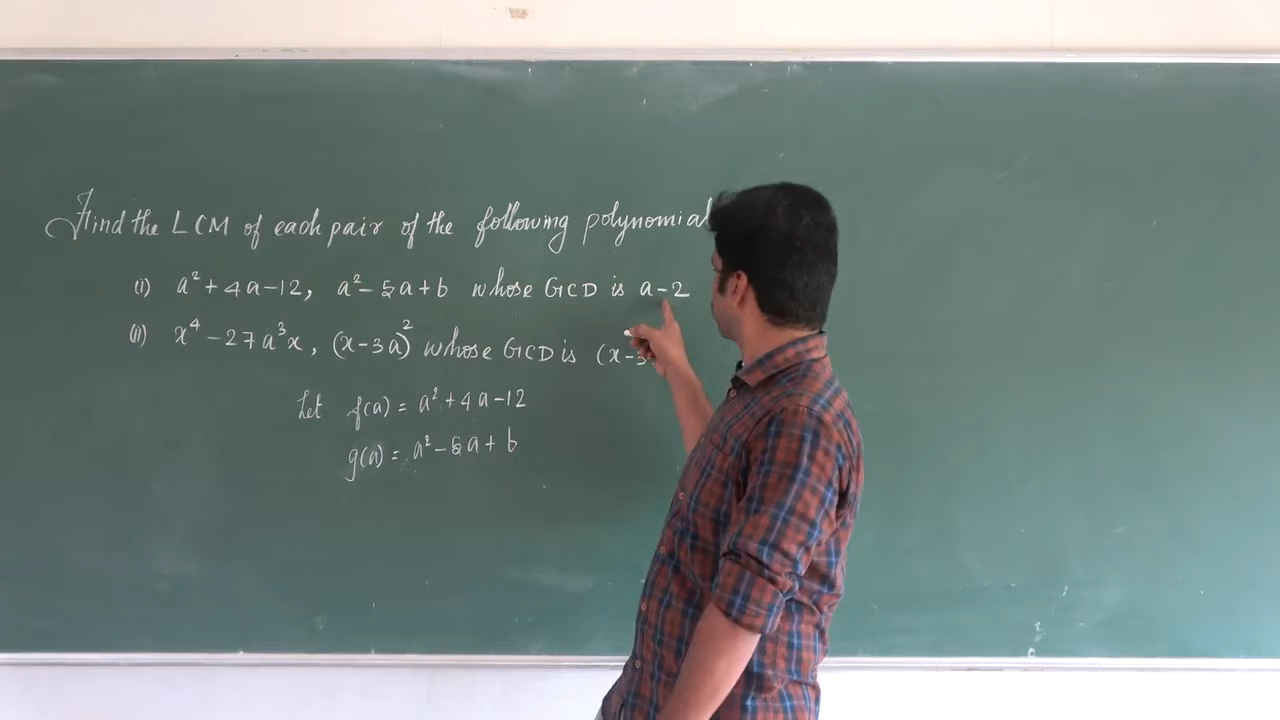 Find the LCM of each pair of the following polynomial
(i) a² + 4a - 12, a² - 5a + 6 whose GCD is a - 2
(ii) x⁴ - 27a³x, (x - 3a)² whose GCD is (x - 3
Let f(a) = a² + 4a - 12
g(a) = a² - 5a + 6